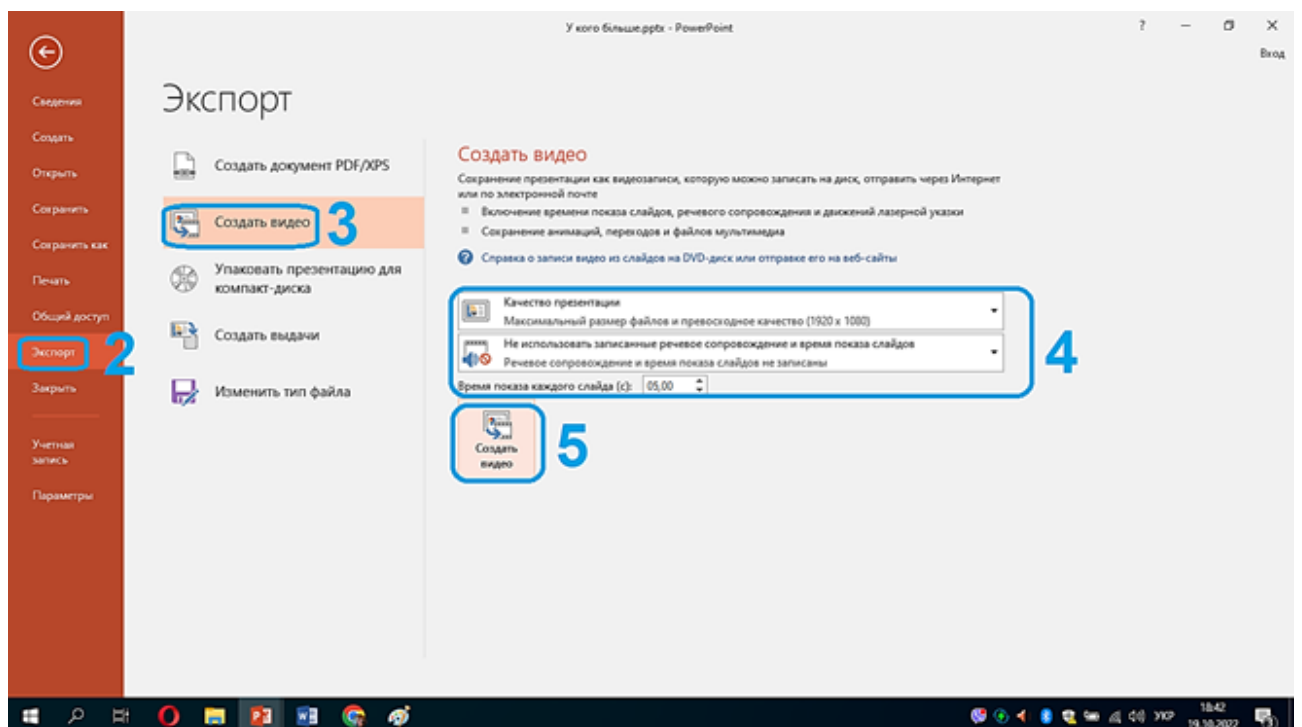 У кого більше.pptx - PowerPoint
?
Вход
Сведения
Создать
Открыть
Сохранить
Сохранить как
Печать
Общий доступ
Экспорт
2
Закрыть
Учетная
запись
Параметры
Экспорт
Создать документ PDF/XPS
Создать видео
3
Упаковать презентацию для
компакт-диска
Создать выдачи
Изменить тип файла
Создать видео
Сохранение презентации как видеозаписи, которую можно записать на диск, отправить через Интернет
или по электронной почте
Включение времени показа слайдов, речевого сопровождения и движений лазерной указки
Сохранение анимаций, переходов и файлов мультимедиа
Справка о записи видео из слайдов на DVD-диск или отправке его на веб-сайты
Качество презентации
Максимальный размер файлов и превосходное качество (1920 x 1080)
Не использовать записанные речевое сопровождение и время показа слайдов
Речевое сопровождение и время показа слайдов не записаны
Время показа каждого слайда (с): 05,00
4
Создать
видео
5
УКР
18:42
19.10.2022